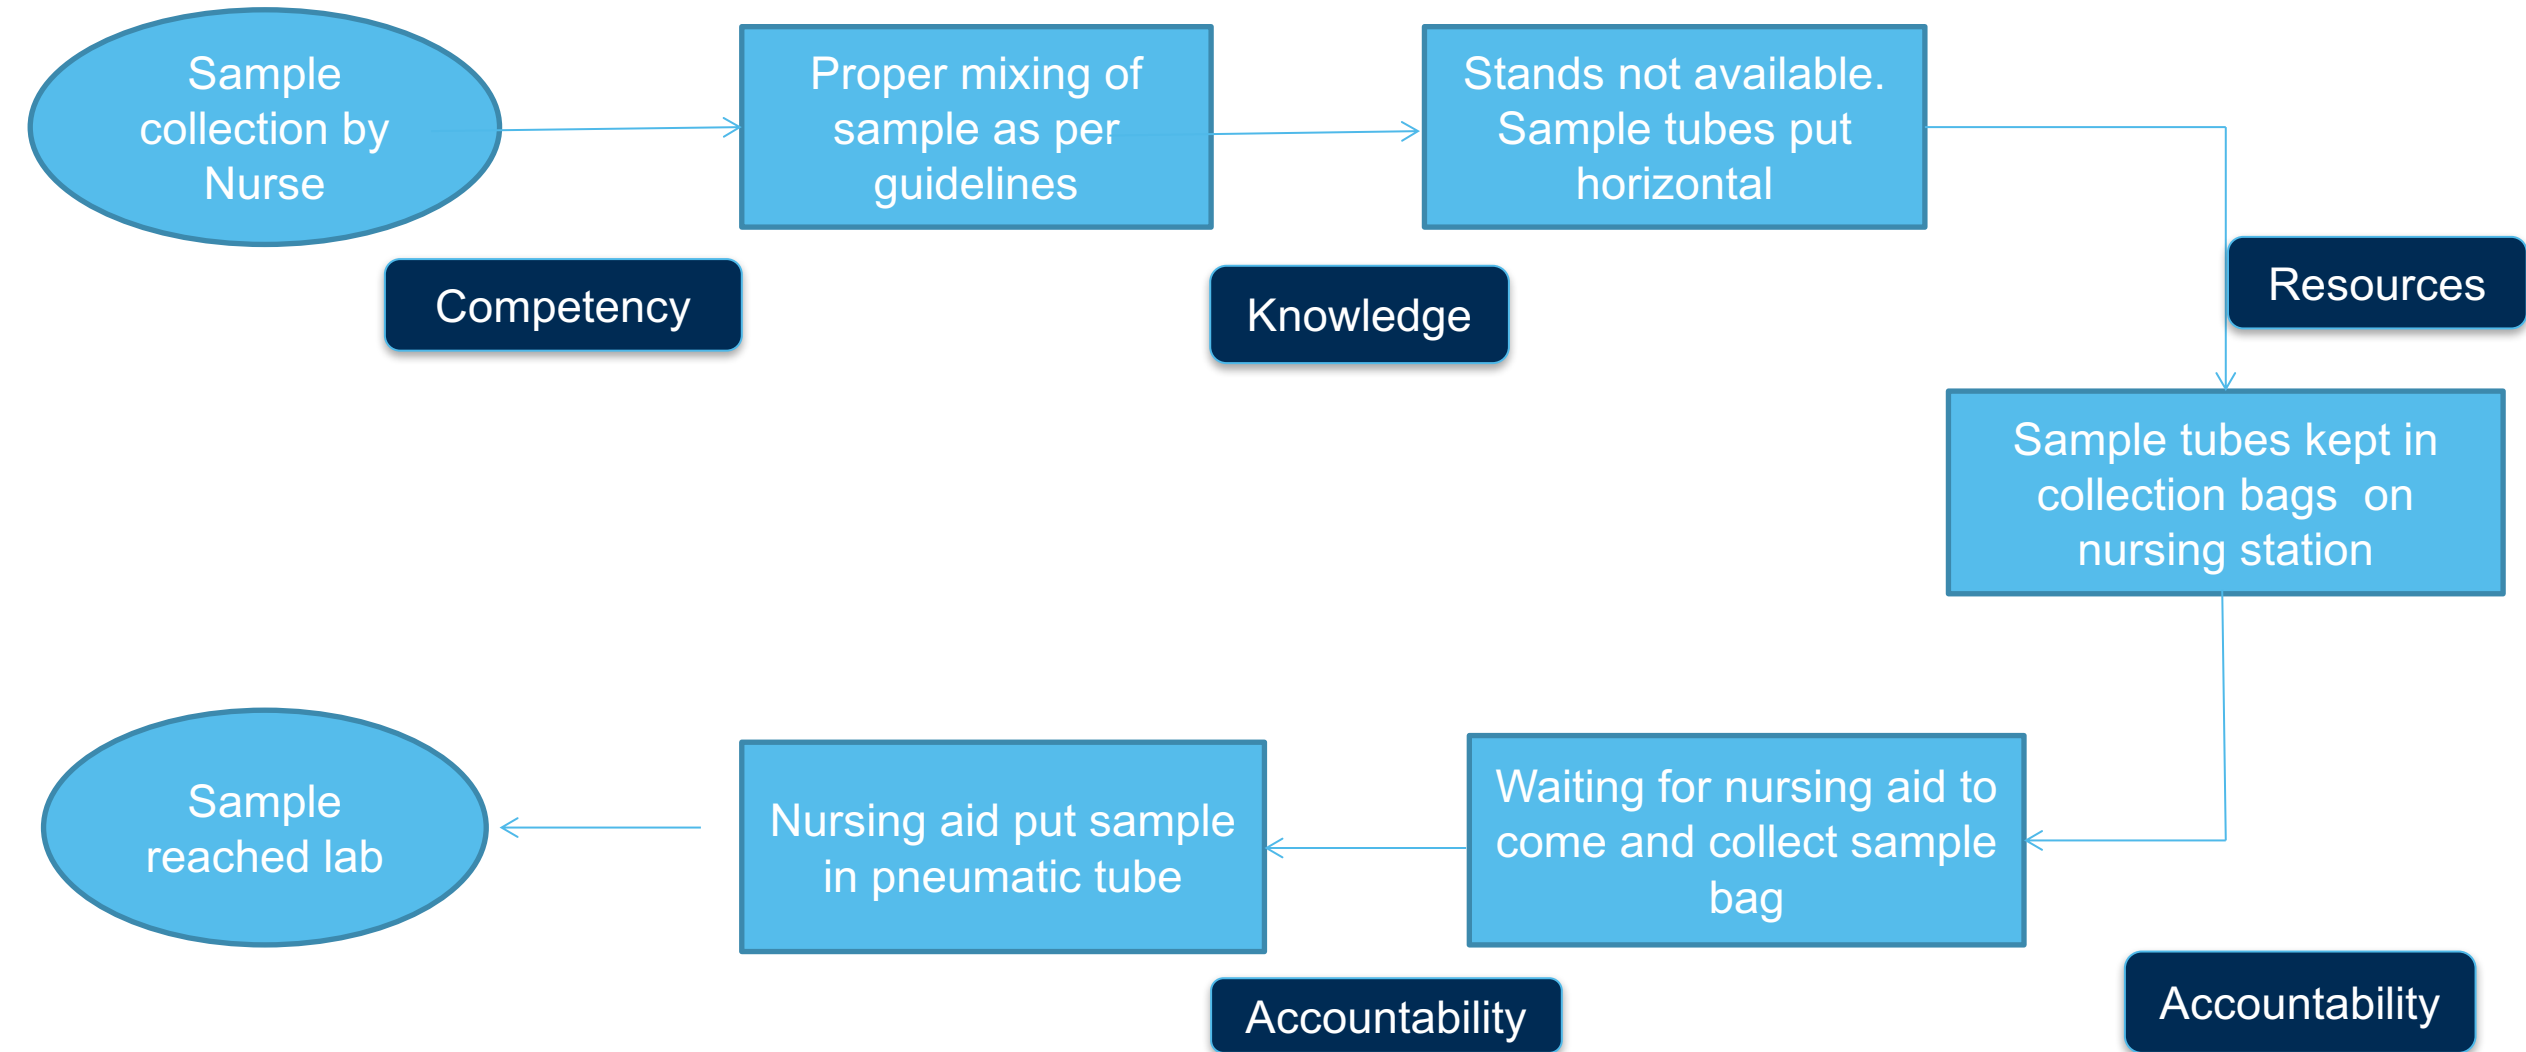 Sample
collection by
Nurse
Proper mixing of
sample as per
guidelines
Stands not available.
Sample tubes put
horizontal
Competency
Knowledge
Resources
Sample tubes kept in
collection bags  on
nursing station
Waiting for nursing aid to
come and collect sample
bag
Nursing aid put sample
in pneumatic tube
Sample
reached lab
Accountability
Accountability